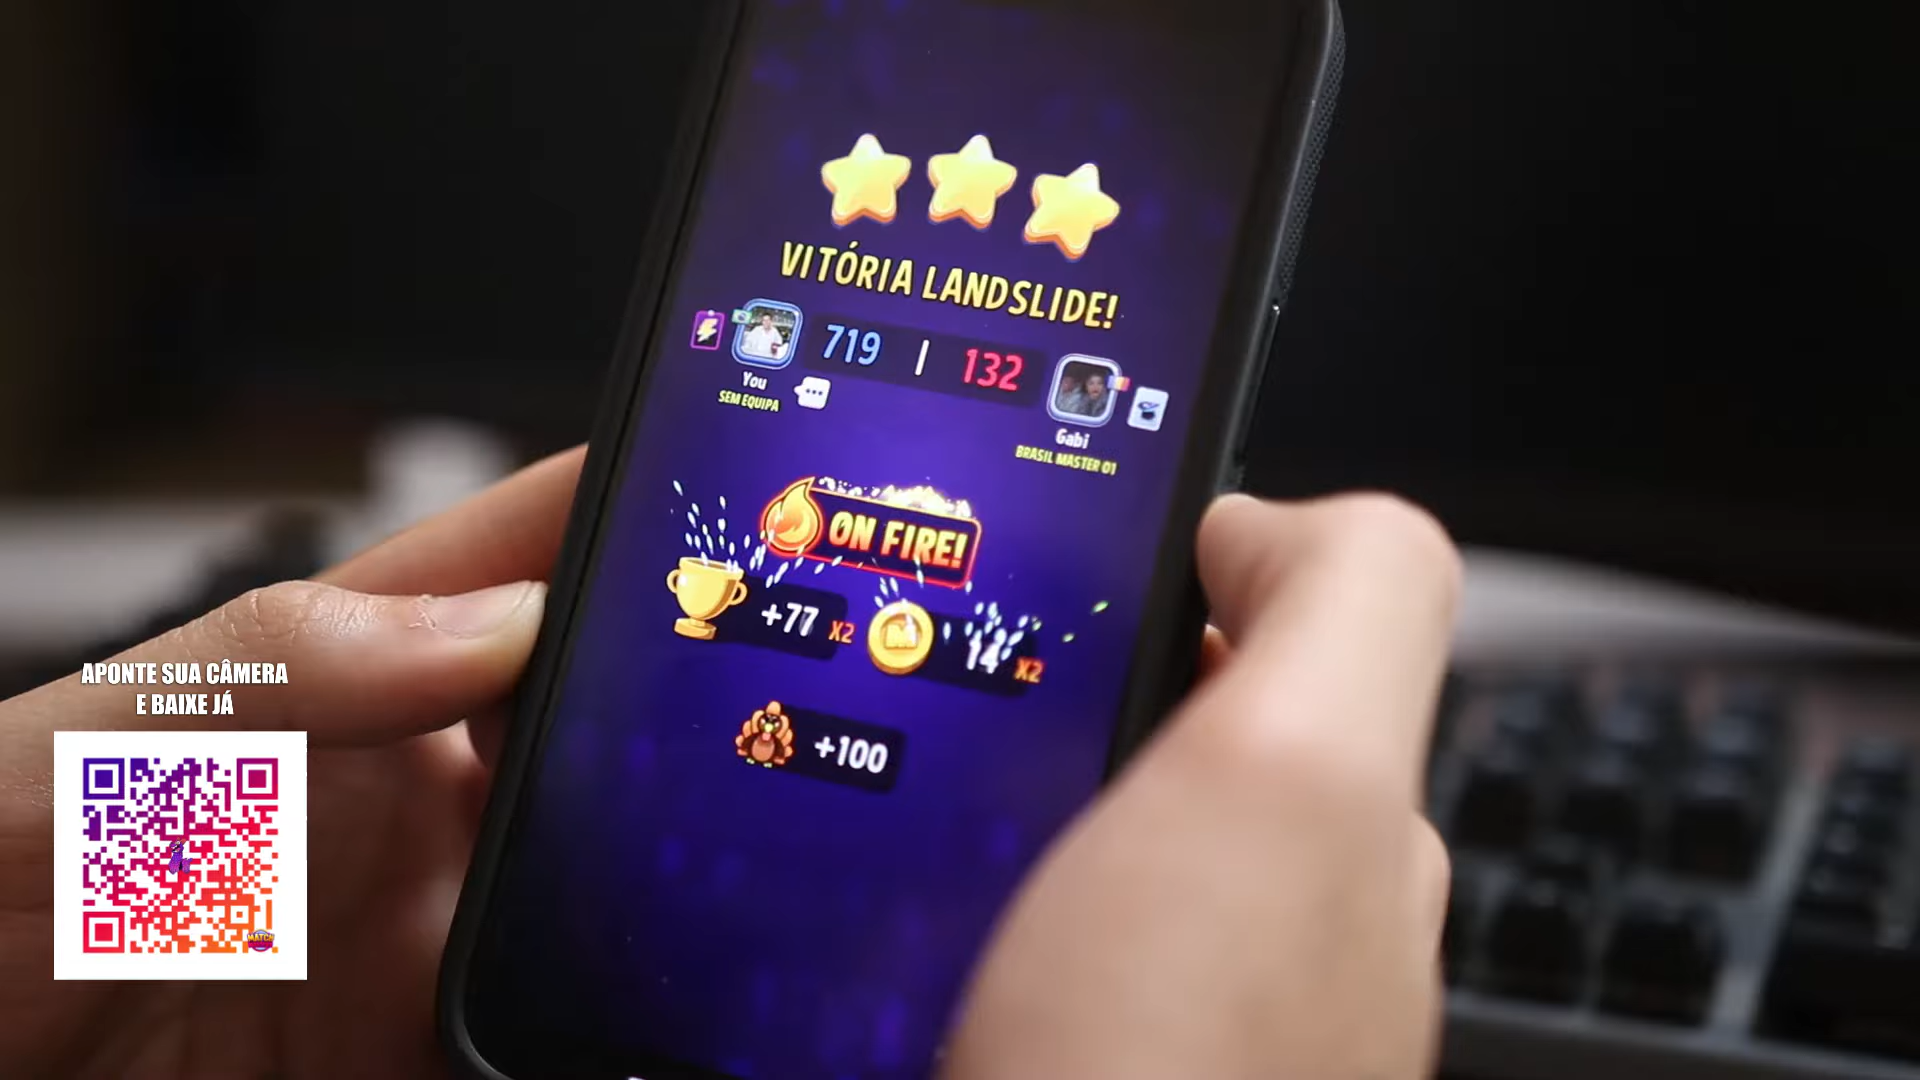 VITÓRIA LANDSLIDE!
719 | 132
You
SEM EQUIPA
Gabi
BRASIL MASTER 01
ON FIRE!
+77 X2
14 X2
+100
APONTE SUA CÂMERA
E BAIXE JÁ
MATCH